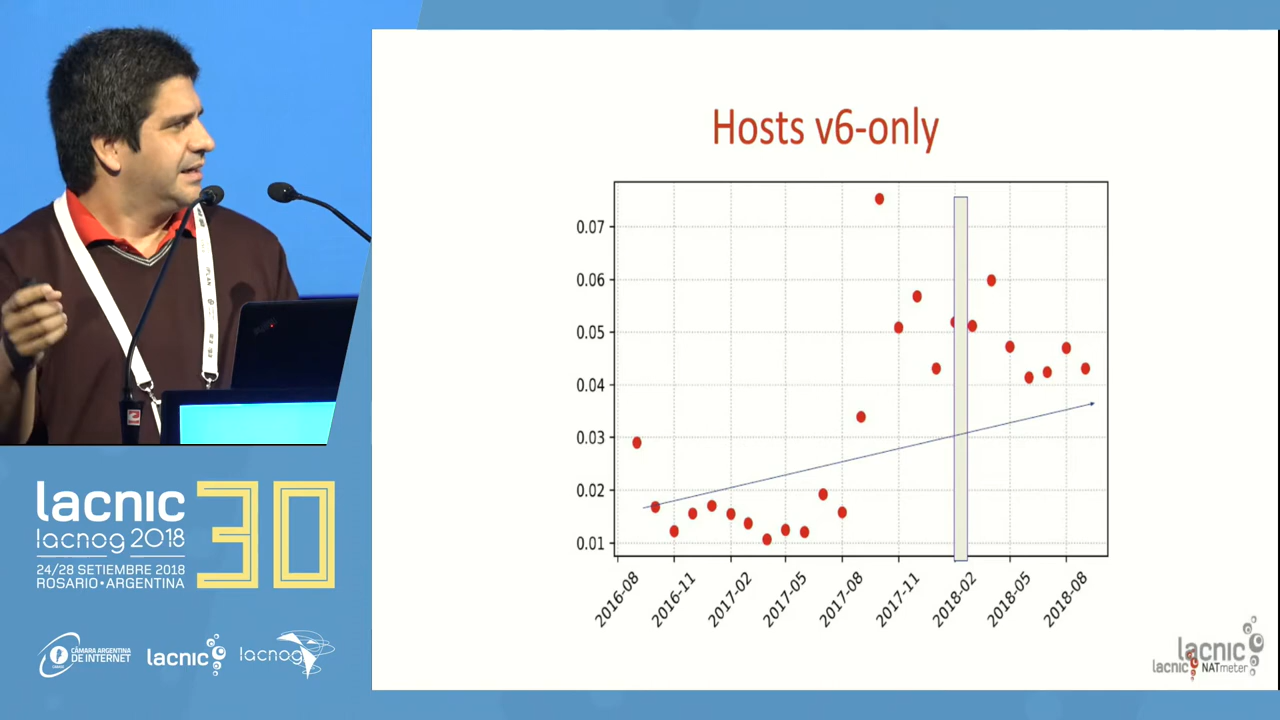 Hosts v6-only
0.07
0.06
0.05
0.04
0.03
0.02
0.01
2016-08
2016-11
2017-02
2017-05
2017-08
2017-11
2018-02
2018-05
2018-08
lacnic
lacnic NATmeter
lacnic 30
lacnog 2018
24/28 SETIEMBRE 2018
ROSARIO•ARGENTINA
CÁMARA ARGENTINA
DE INTERNET
lacnic
lacnog